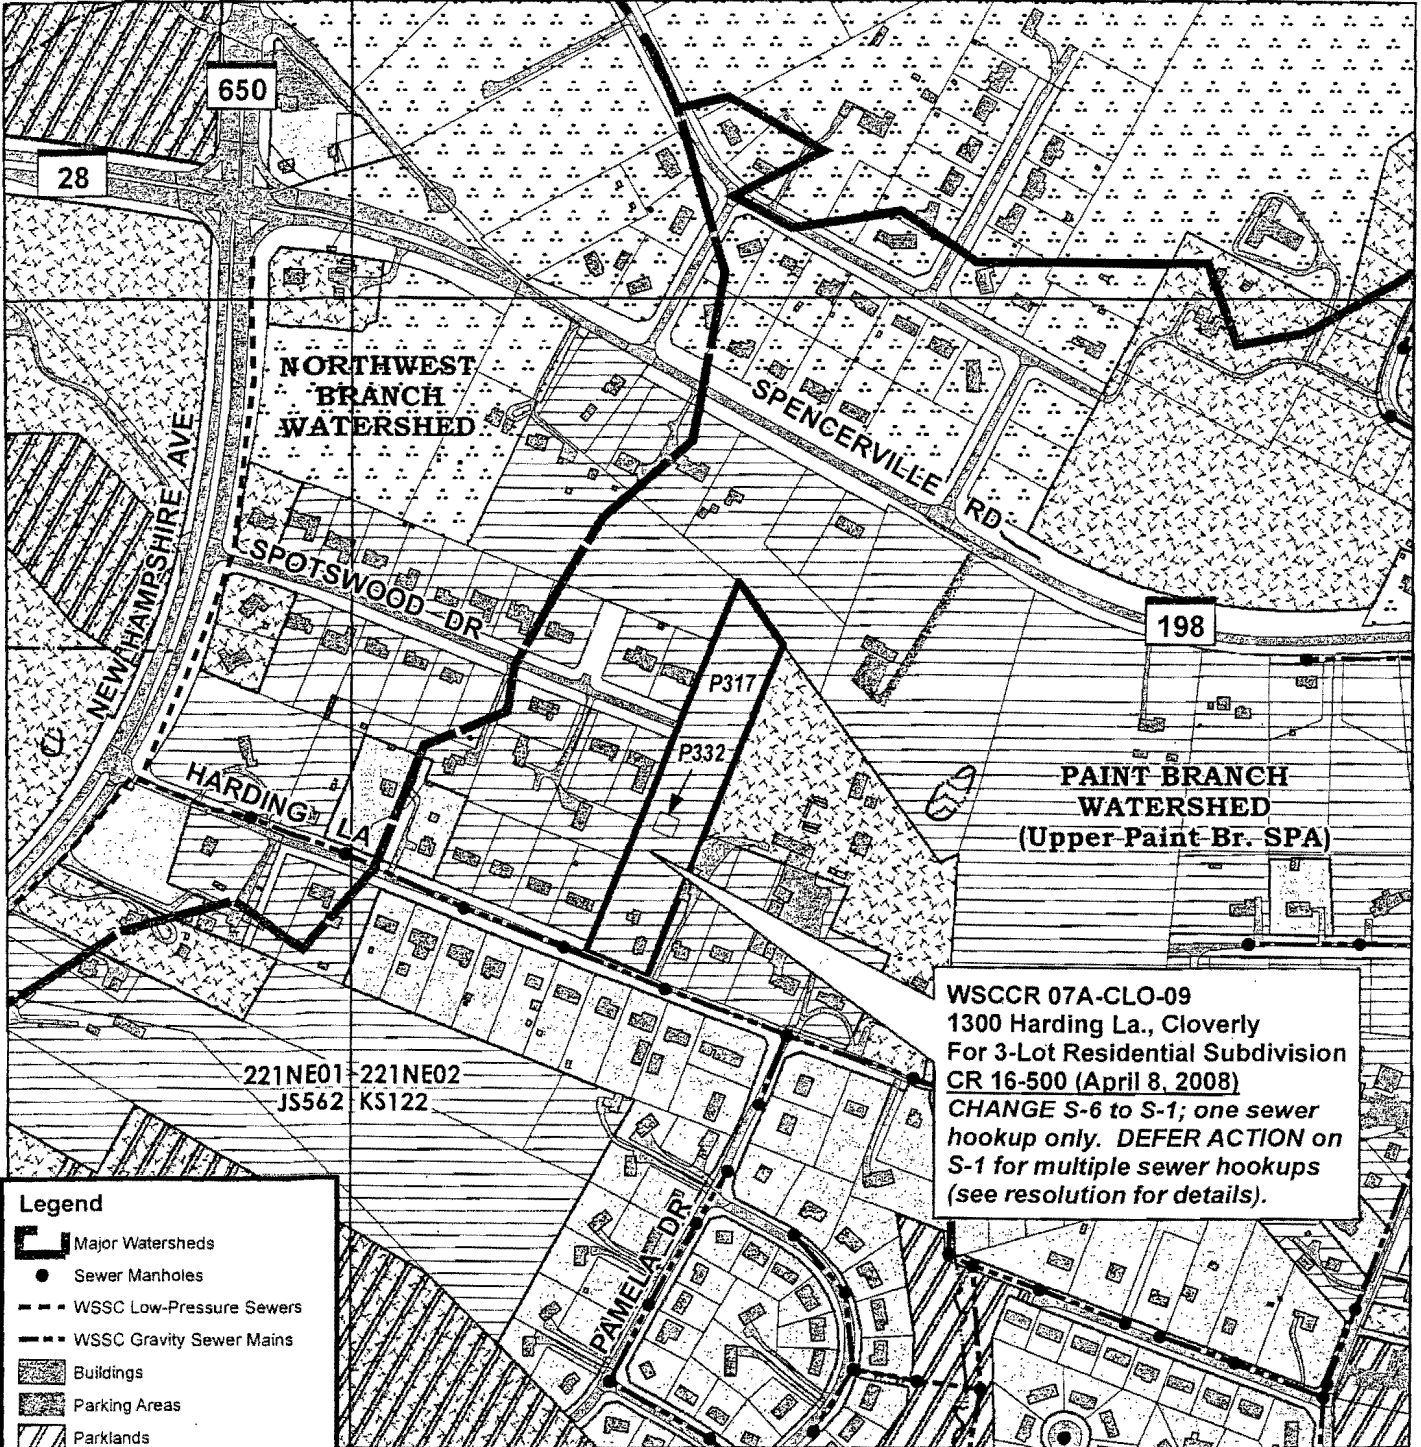 650
28
NORTHWEST
BRANCH
WATERSHED
NEW HAMPSHIRE AVE
SPENCERVILLE RD
SPOTSWOOD DR
198
P317
P332
HARDING LA
PAINT BRANCH
WATERSHED
(Upper Paint Br. SPA)
WSCCR 07A-CLO-09
1300 Harding La., Cloverly
For 3-Lot Residential Subdivision
CR 16-500 (April 8, 2008)
CHANGE S-6 to S-1; one sewer
hookup only. DEFER ACTION on
S-1 for multiple sewer hookups
(see resolution for details).
221NE01 221NE02
JS562 KS122
PAMELA DR
Legend
Major Watersheds
Sewer Manholes
WSSC Low-Pressure Sewers
WSSC Gravity Sewer Mains
Buildings
Parking Areas
Parklands